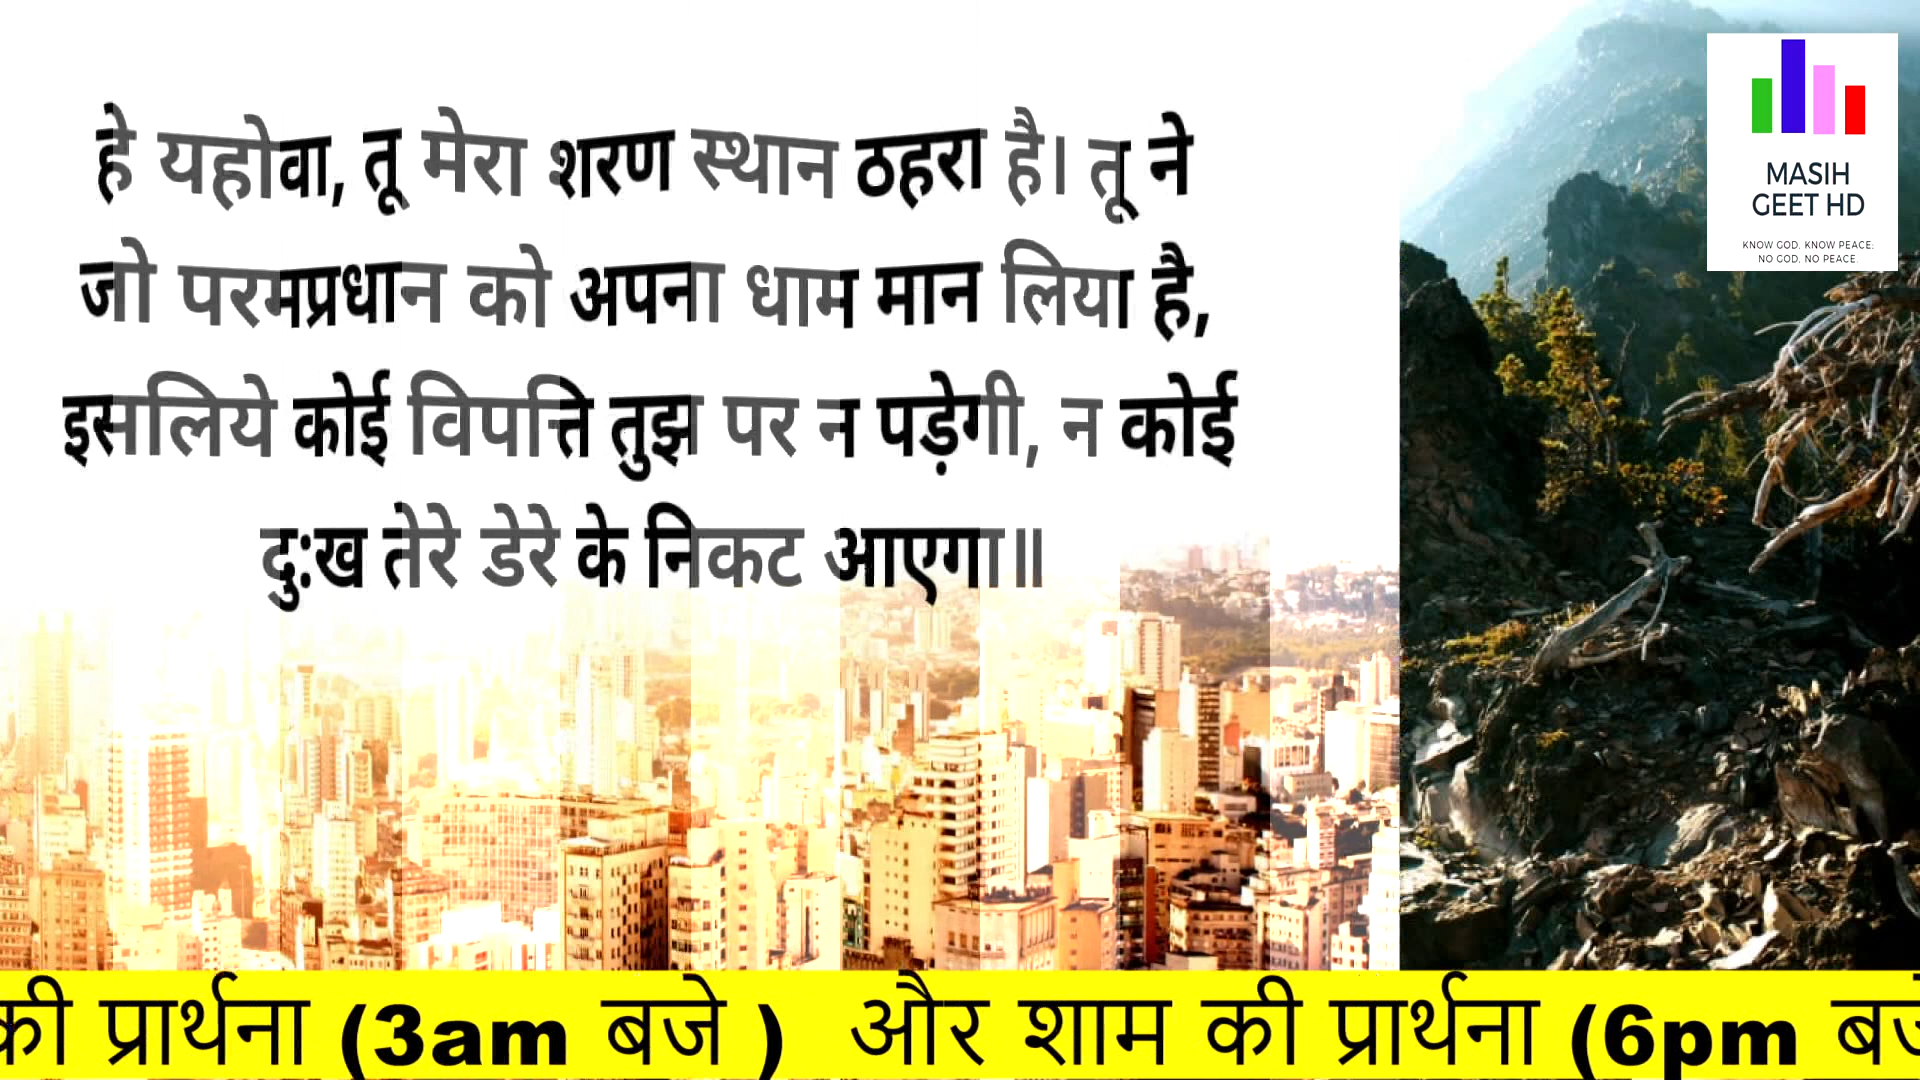 हे यहोवा, तू मेरा शरण स्थान ठहरा है। तू ने
जो परमप्रधान को अपना धाम मान लिया है,
इसलिये कोई विपत्ति तुझ पर न पड़ेगी, न कोई
दु:ख तेरे डेरे के निकट आएगा॥
MASIH
GEET HD
KNOW GOD, KNOW PEACE;
NO GOD, NO PEACE.
की प्रार्थना (3am बजे ) और शाम की प्रार्थना (6pm